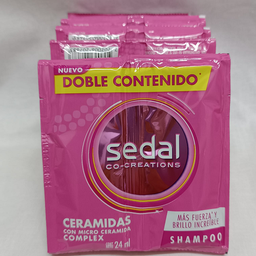 NUEVO
DOBLE CONTENIDO
sedal
CO-CREATIONS
CERAMIDAS
CON MICRO CERAMIDA
COMPLEX
24 ml
MÁS FUERZA Y
BRILLO INCREÍBLE
SHAMPOO